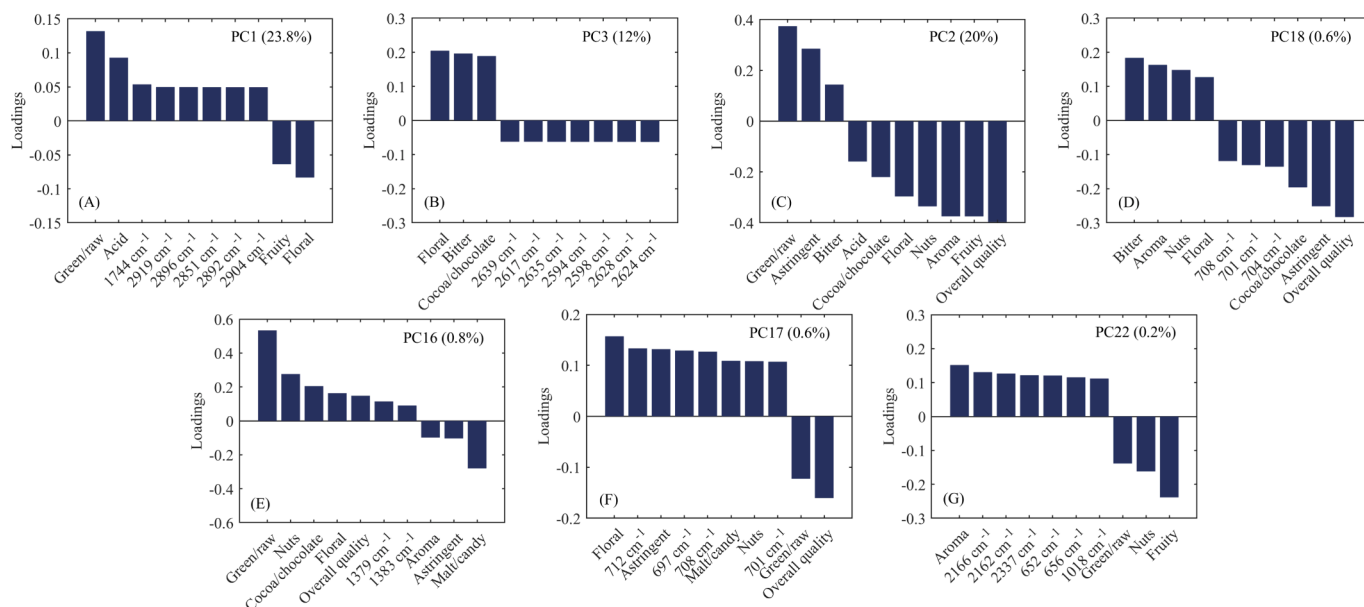 PC1 (23.8%)
Loadings
0.15
0.1
0.05
0
-0.05
-0.1
-0.15
(A)
Green/raw
Acid
1744 cm⁻¹
2919 cm⁻¹
2896 cm⁻¹
2851 cm⁻¹
2892 cm⁻¹
2904 cm⁻¹
Fruity
Floral
PC3 (12%)
Loadings
0.3
0.2
0.1
0
-0.1
-0.2
-0.3
(B)
Floral
Bitter
Cocoa/chocolate
2639 cm⁻¹
2617 cm⁻¹
2635 cm⁻¹
2594 cm⁻¹
2598 cm⁻¹
2628 cm⁻¹
2624 cm⁻¹
PC2 (20%)
Loadings
0.4
0.2
0
-0.2
-0.4
(C)
Green/raw
Astringent
Bitter
Acid
Cocoa/chocolate
Floral
Nuts
Aroma
Fruity
Overall quality
PC18 (0.6%)
Loadings
0.3
0.2
0.1
0
-0.1
-0.2
-0.3
(D)
Bitter
Aroma
Nuts
Floral
708 cm⁻¹
701 cm⁻¹
704 cm⁻¹
Cocoa/chocolate
Astringent
Overall quality
PC16 (0.8%)
Loadings
0.6
0.4
0.2
0
-0.2
-0.4
-0.6
(E)
Green/raw
Nuts
Cocoa/chocolate
Floral
Overall quality
1379 cm⁻¹
1383 cm⁻¹
Aroma
Astringent
Malt/candy
PC17 (0.6%)
Loadings
0.2
0.1
0
-0.1
-0.2
(F)
Floral
712 cm⁻¹
Astringent
697 cm⁻¹
708 cm⁻¹
Malt/candy
Nuts
701 cm⁻¹
Green/raw
Overall quality
PC22 (0.2%)
Loadings
0.3
0.2
0.1
0
-0.1
-0.2
-0.3
(G)
Aroma
2166 cm⁻¹
2162 cm⁻¹
2337 cm⁻¹
652 cm⁻¹
656 cm⁻¹
1018 cm⁻¹
Green/raw
Nuts
Fruity